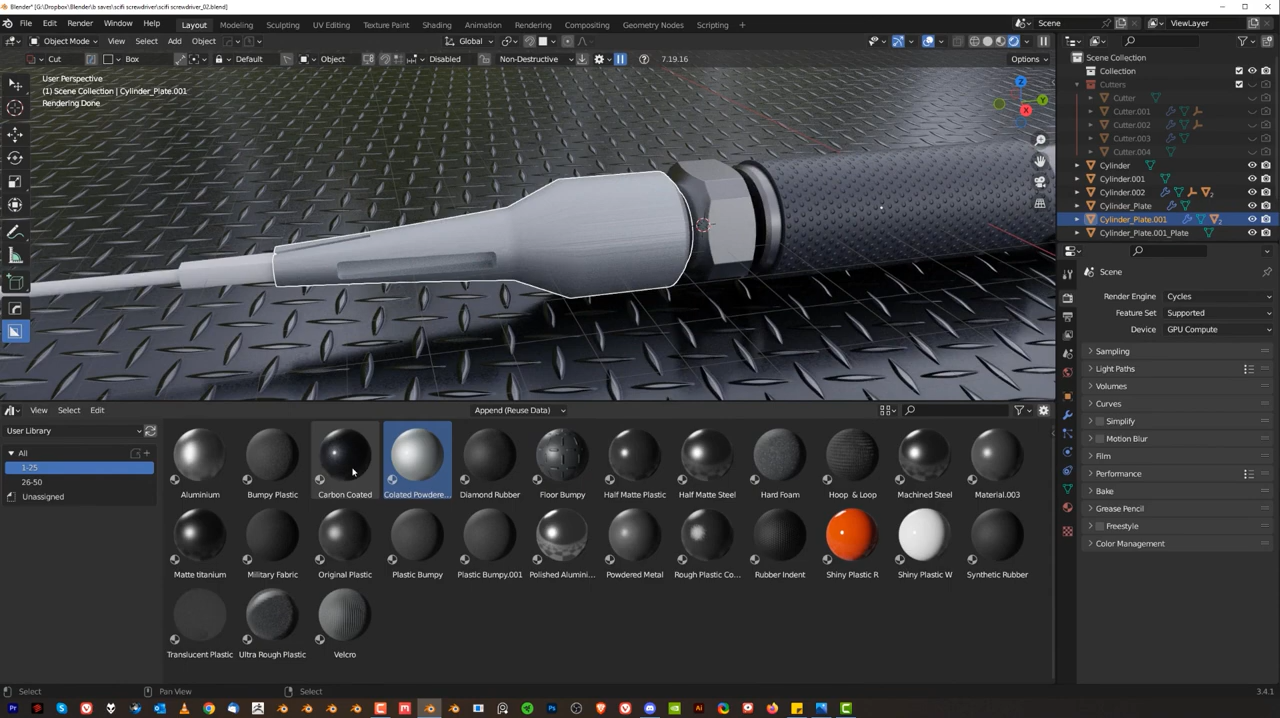 Blender* [G:\Dropbox\Blender\b saves\scifi screwdriver\scifi screwdriver_02.blend]
File Edit Render Window Help Layout Modeling Sculpting UV Editing Texture Paint Shading Animation Rendering Compositing Geometry Nodes Scripting + Scene ViewLayer
Object Mode View Select Add Object Global
Cut Box Default Object Disabled Non-Destructive 7.19.16 Options
User Perspective
(1) Scene Collection | Cylinder_Plate.001
Rendering Done
Z
Y
X
Scene Collection
Collection
Cutters
Cutter
Cutter.001
Cutter.002
Cutter.003
Cutter.004
Cylinder
Cylinder.001
Cylinder.002 2
Cylinder_Plate
Cylinder_Plate.001 2
Cylinder_Plate.001_Plate
Scene
Render Engine Cycles
Feature Set Supported
Device GPU Compute
Sampling
Light Paths
Volumes
Curves
Simplify
Motion Blur
Film
Performance
Bake
Grease Pencil
Freestyle
Color Management
View Select Edit Append (Reuse Data)
User Library
All
1-25
26-50
Unassigned
Aluminium Bumpy Plastic Carbon Coated Colated Powdere... Diamond Rubber Floor Bumpy Half Matte Plastic Half Matte Steel Hard Foam Hoop & Loop Machined Steel Material.003
Matte titanium Military Fabric Original Plastic Plastic Bumpy Plastic Bumpy.001 Polished Alumini... Powdered Metal Rough Plastic Co... Rubber Indent Shiny Plastic R Shiny Plastic W Synthetic Rubber
Translucent Plastic Ultra Rough Plastic Velcro
Select Pan View Select 3.4.1